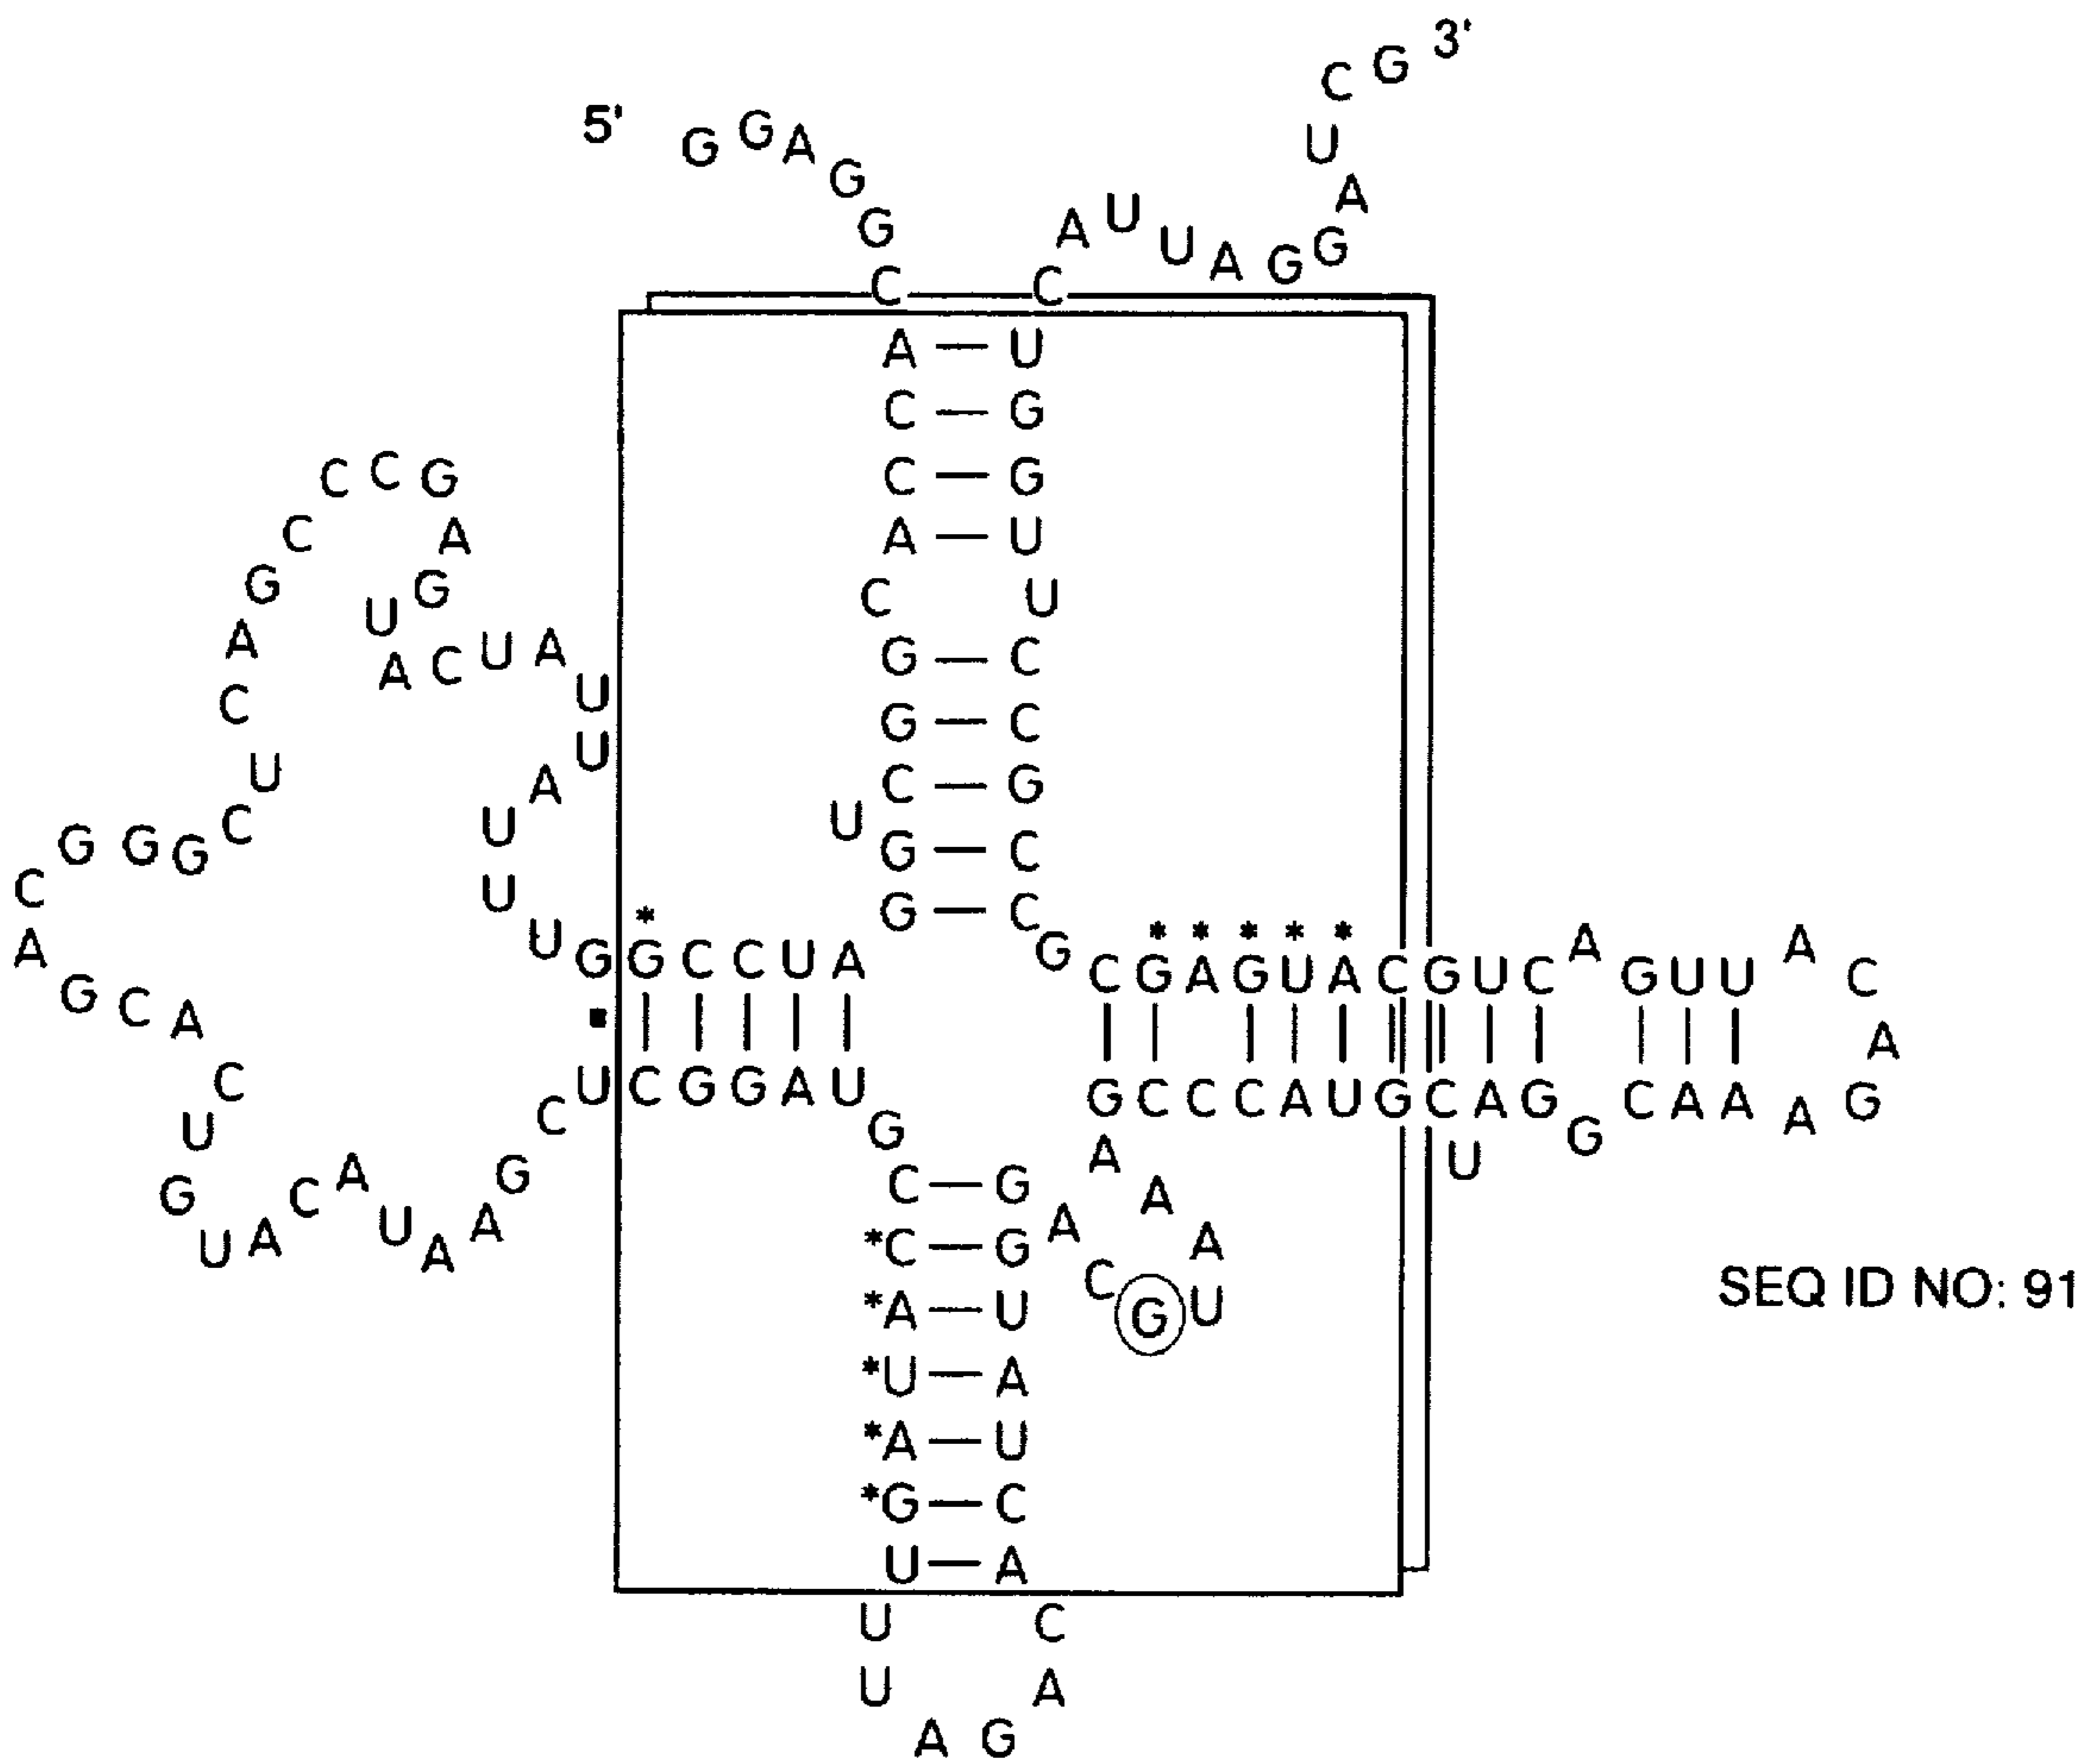 3'
C G
5'
G G A G G C
U
A
A U U A G G
C
A U
C G
C G
C C G
A U
C
A
G
C U
U G
A
G C
A C U A
U
C
G C
U
U
A
U
C G
U
U
C
G G G
G C
C
U
*
G C
* * * * *
U
G G C C U A
G
C G A G U A C G U C A G U U A
C
A
G C A
A
C
U C G G A U
G C C C A U G C A G G C A A A A G
C
G
U
A
U
G
C G
A
G
C A
A
*C G
A
A
U A
U A A
SEQ ID NO: 91
*A U
C
G
U
*U A
*A U
*G C
U A
U C
U A
A G